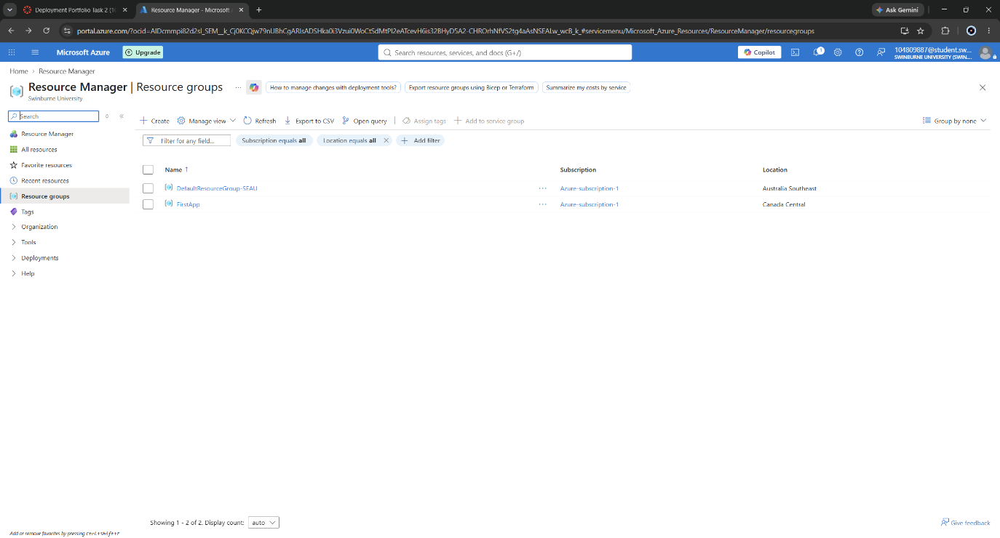 Deployment Portfolio Task 2 (10
Resource Manager - Microsoft A
Ask Gemini
portal.azure.com/?ocid=AIDcmmpi82d2sl_SEM__k_Cj0KCQjw79nUBhCgARIsADSHka0i3Vzui0WoCtSdMtPl2eATcevH6is32BHyD5A2-CHROrhNfVS2tg4aAsNSEALw_wcB_k_#servicemenu/Microsoft_Azure_Resources/ResourceManager/resourcegroups
Microsoft Azure
Upgrade
Search resources, services, and docs (G+/)
Copilot
1
104809887@student.sw...
SWINBURNE UNIVERSITY (SWIN....
Home > Resource Manager
Resource Manager | Resource groups
...
How to manage changes with deployment tools?
Export resource groups using Bicep or Terraform
Summarize my costs by service
Swinburne University
Search
Create
Manage view
Refresh
Export to CSV
Open query
Assign tags
Add to service group
Group by none
Resource Manager
All resources
Favorite resources
Recent resources
Resource groups
Tags
Organization
Tools
Deployments
Help
Filter for any field...
Subscription equals all
Location equals all
Add filter
Name ↑ Subscription Location
DefaultResourceGroup-SEAU ... Azure-subscription-1 Australia Southeast
FirstApp ... Azure-subscription-1 Canada Central
Showing 1 - 2 of 2. Display count: auto
Give feedback
Add or remove favorites by pressing Ctrl+Shift+F